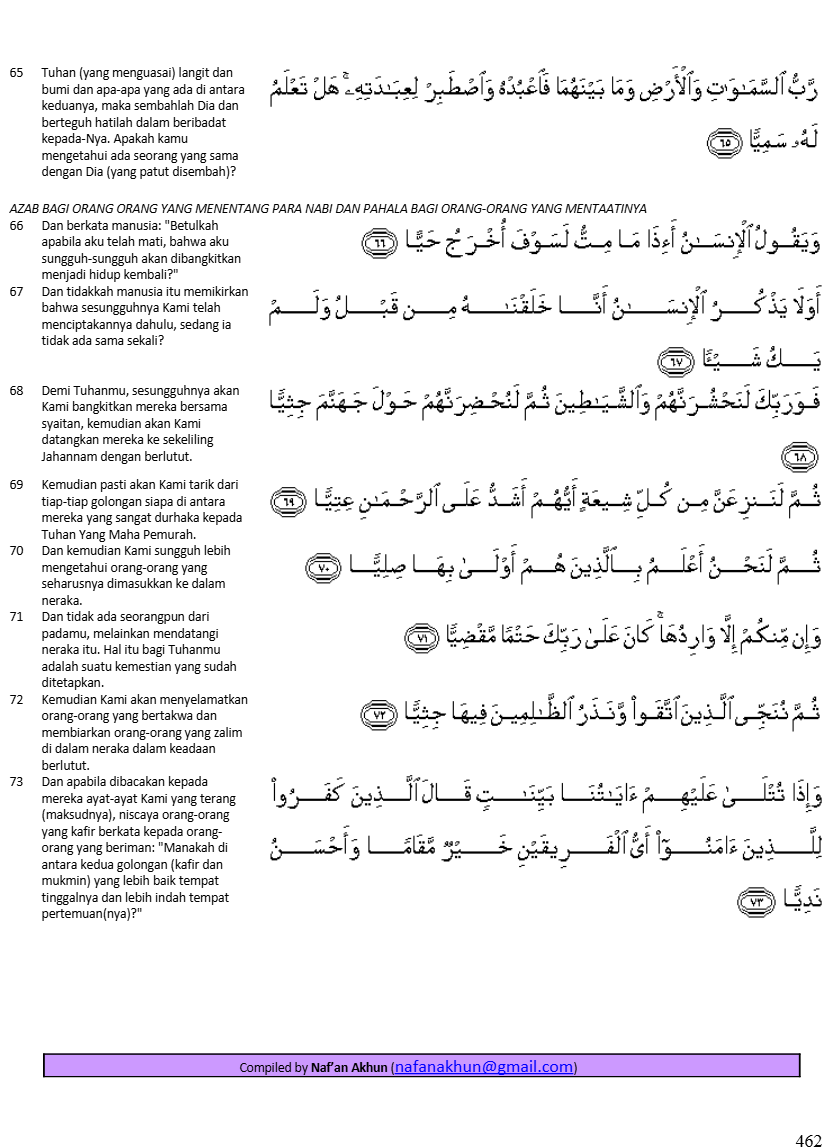 65 Tuhan (yang menguasai) langit dan
bumi dan apa-apa yang ada di antara
keduanya, maka sembahlah Dia dan
berteguh hatilah dalam beribadat
kepada-Nya. Apakah kamu
mengetahui ada seorang yang sama
dengan Dia (yang patut disembah)?
رَّبُّ ٱلسَّمَـٰوَٰتِ وَٱلْأَرْضِ وَمَا بَيْنَهُمَا فَٱعْبُدْهُ وَٱصْطَبِرْ لِعِبَـٰدَتِهِۦ ۚ هَلْ تَعْلَمُ
لَهُۥ سَمِيًّا ﴿٦٥﴾
AZAB BAGI ORANG ORANG YANG MENENTANG PARA NABI DAN PAHALA BAGI ORANG-ORANG YANG MENTAATINYA
66 Dan berkata manusia: "Betulkah
apabila aku telah mati, bahwa aku
sungguh-sungguh akan dibangkitkan
menjadi hidup kembali?"
وَيَقُولُ ٱلْإِنسَـٰنُ أَءِذَا مَا مِتُّ لَسَوْفَ أُخْرَجُ حَيًّا ﴿٦٦﴾
67 Dan tidakkah manusia itu memikirkan
bahwa sesungguhnya Kami telah
menciptakannya dahulu, sedang ia
tidak ada sama sekali?
أَوَلَا يَذْكُرُ ٱلْإِنسَـٰنُ أَنَّا خَلَقْنَـٰهُ مِن قَبْلُ وَلَمْ
يَكُ شَيْـًٔا ﴿٦٧﴾
68 Demi Tuhanmu, sesungguhnya akan
Kami bangkitkan mereka bersama
syaitan, kemudian akan Kami
datangkan mereka ke sekeliling
Jahannam dengan berlutut.
فَوَرَبِّكَ لَنَحْشُرَنَّهُمْ وَٱلشَّيَـٰطِينَ ثُمَّ لَنُحْضِرَنَّهُمْ حَوْلَ جَهَنَّمَ جِثِيًّا
﴿٦٨﴾
69 Kemudian pasti akan Kami tarik dari
tiap-tiap golongan siapa di antara
mereka yang sangat durhaka kepada
Tuhan Yang Maha Pemurah.
ثُمَّ لَنَنزِعَنَّ مِن كُلِّ شِيعَةٍ أَيُّهُمْ أَشَدُّ عَلَى ٱلرَّحْمَـٰنِ عِتِيًّا ﴿٦٩﴾
70 Dan kemudian Kami sungguh lebih
mengetahui orang-orang yang
seharusnya dimasukkan ke dalam
neraka.
ثُمَّ لَنَحْنُ أَعْلَمُ بِٱلَّذِينَ هُمْ أَوْلَىٰ بِهَا صِلِيًّا ﴿٧٠﴾
71 Dan tidak ada seorangpun dari
padamu, melainkan mendatangi
neraka itu. Hal itu bagi Tuhanmu
adalah suatu kemestian yang sudah
ditetapkan.
وَإِن مِّنكُمْ إِلَّا وَارِدُهَا ۚ كَانَ عَلَىٰ رَبِّكَ حَتْمًا مَّقْضِيًّا ﴿٧١﴾
72 Kemudian Kami akan menyelamatkan
orang-orang yang bertakwa dan
membiarkan orang-orang yang zalim
di dalam neraka dalam keadaan
berlutut.
ثُمَّ نُنَجِّى ٱلَّذِينَ ٱتَّقَوا۟ وَّنَذَرُ ٱلظَّـٰلِمِينَ فِيهَا جِثِيًّا ﴿٧٢﴾
73 Dan apabila dibacakan kepada
mereka ayat-ayat Kami yang terang
(maksudnya), niscaya orang-orang
yang kafir berkata kepada orang-
orang yang beriman: "Manakah di
antara kedua golongan (kafir dan
mukmin) yang lebih baik tempat
tinggalnya dan lebih indah tempat
pertemuan(nya)?"
وَإِذَا تُتْلَىٰ عَلَيْهِمْ ءَايَـٰتُنَا بَيِّنَـٰتٍ قَالَ ٱلَّذِينَ كَفَرُوا۟
لِلَّذِينَ ءَامَنُوٓا۟ أَىُّ ٱلْفَرِيقَيْنِ خَيْرٌ مَّقَامًا وَأَحْسَنُ
نَدِيًّا ﴿٧٣﴾
Compiled by Naf'an Akhun (nafanakhun@gmail.com)
462